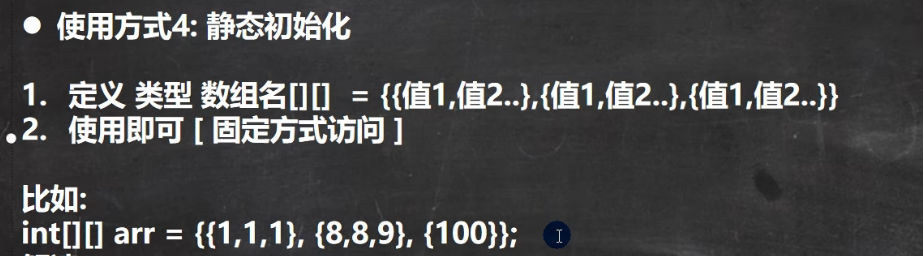 ● 使用方式4: 静态初始化
1. 定义 类型 数组名[][] = {{值1,值2..},{值1,值2..},{值1,值2..}}
2. 使用即可 [ 固定方式访问 ]
比如:
int[][] arr = {{1,1,1}, {8,8,9}, {100}};